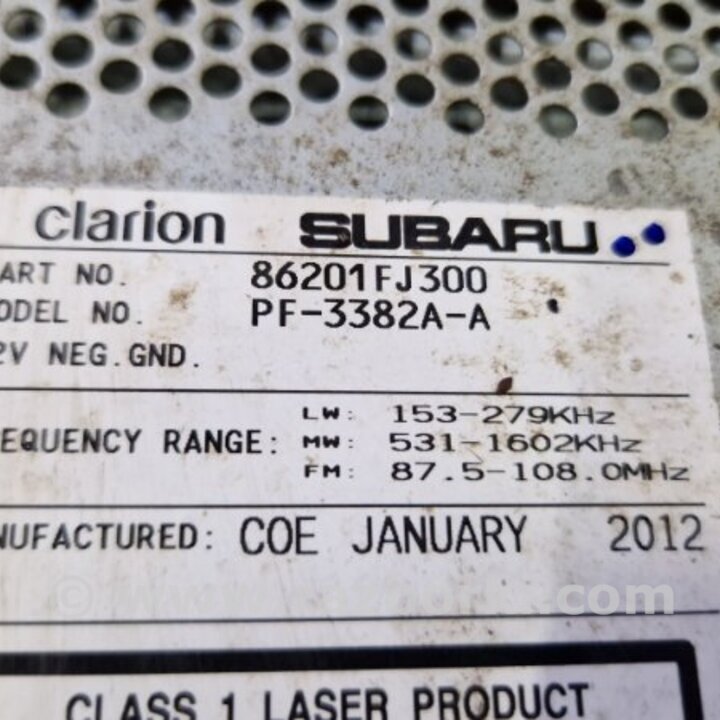 clarion SUBARU
ART NO. 86201FJ300
ODEL NO. PF-3382A-A
2V NEG.GND.
EQUENCY RANGE: LW: 153-279KHz
MW: 531-1602KHz
FM: 87.5-108.0MHz
NUFACTURED: COE JANUARY 2012
CLASS 1 LASER PRODUCT